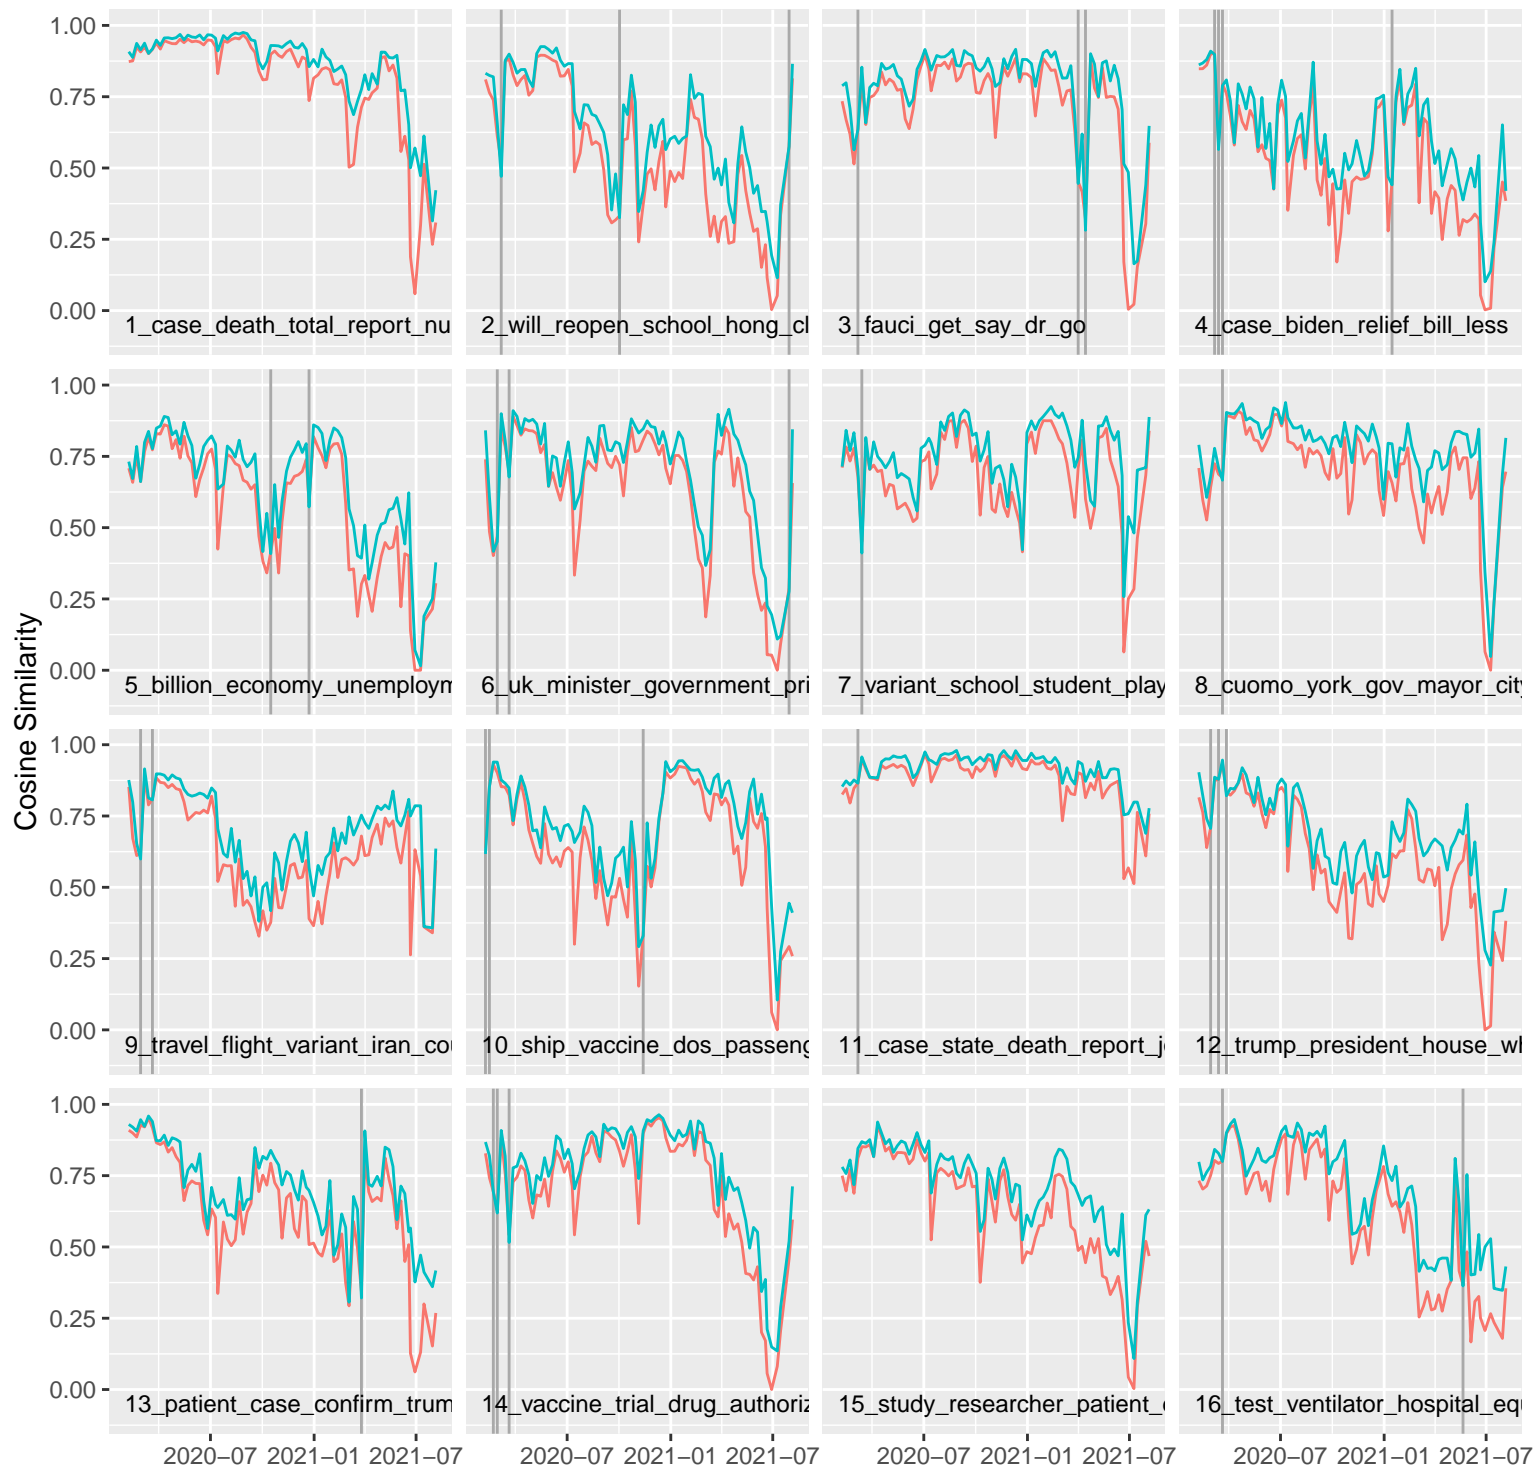 Cosine Similarity
1.00
0.75
0.50
0.25
0.00
1_case_death_total_report_nu
2_will_reopen_school_hong_cl
3_fauci_get_say_dr_go
4_case_biden_relief_bill_less
1.00
0.75
0.50
0.25
0.00
5_billion_economy_unemploym
6_uk_minister_government_pri
7_variant_school_student_play
8_cuomo_york_gov_mayor_city
1.00
0.75
0.50
0.25
0.00
9_travel_flight_variant_iran_cou
10_ship_vaccine_dos_passeng
11_case_state_death_report_j
12_trump_president_house_wh
1.00
0.75
0.50
0.25
0.00
13_patient_case_confirm_trum
14_vaccine_trial_drug_authoriz
15_study_researcher_patient_
16_test_ventilator_hospital_equ
2020−07 2021−01 2021−07
2020−07 2021−01 2021−07
2020−07 2021−01 2021−07
2020−07 2021−01 2021−07